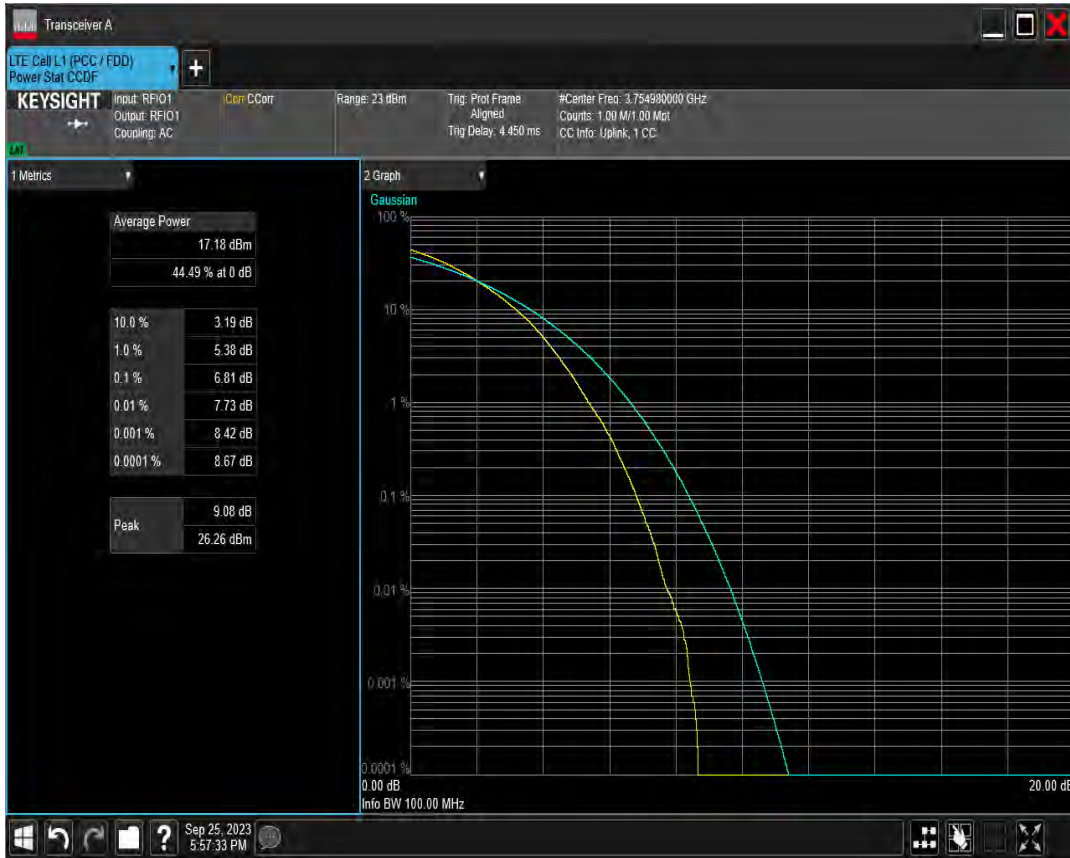 Transceiver A
LTE Cell L1 (PCC / FDD)
Power Stat CCDF
+
KEYSIGHT
Input: RFIO1
Output: RFIO1
Coupling: AC
Corr CCorr
Range: 23 dBm
Trig: Prot Frame
Aligned
Trig Delay: 4.450 ms
#Center Freq: 3.754980000 GHz
Counts: 1.00 M/1.00 Mpt
CC Info: Uplink, 1 CC
1 Metrics
Average Power
17.18 dBm
44.49 % at 0 dB
10.0 % 3.19 dB
1.0 % 5.38 dB
0.1 % 6.81 dB
0.01 % 7.73 dB
0.001 % 8.42 dB
0.0001 % 8.67 dB
Peak 9.08 dB
26.26 dBm
2 Graph
Gaussian
100 %
10 %
1 %
0.1 %
0.01 %
0.001 %
0.0001 %
0.00 dB 20.00 dB
Info BW 100.00 MHz
?
Sep 25, 2023
5:57:33 PM